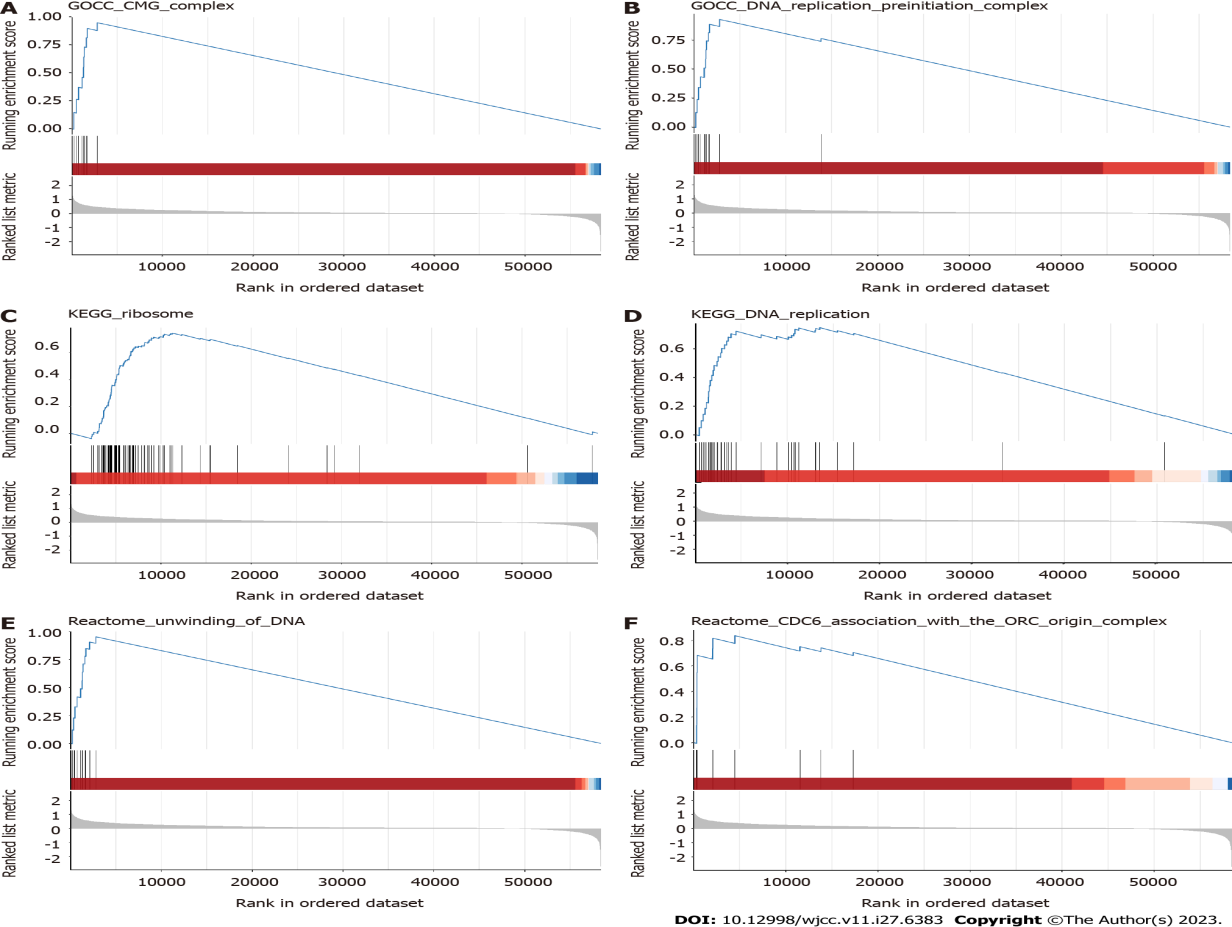 A GOCC_CMG_complex
Running enrichment score
1.00
0.75
0.50
0.25
0.00
Ranked list metric
2
1
0
-1
-2
10000 20000 30000 40000 50000
Rank in ordered dataset
B GOCC_DNA_replication_preinitiation_complex
Running enrichment score
0.75
0.50
0.25
0.00
Ranked list metric
2
1
0
-1
-2
10000 20000 30000 40000 50000
Rank in ordered dataset
C KEGG_ribosome
Running enrichment score
0.6
0.4
0.2
0.0
Ranked list metric
2
1
0
-1
-2
10000 20000 30000 40000 50000
Rank in ordered dataset
D KEGG_DNA_replication
Running enrichment score
0.6
0.4
0.2
0.0
Ranked list metric
2
1
0
-1
-2
10000 20000 30000 40000 50000
Rank in ordered dataset
E Reactome_unwinding_of_DNA
Running enrichment score
1.00
0.75
0.50
0.25
0.00
Ranked list metric
2
1
0
-1
-2
10000 20000 30000 40000 50000
Rank in ordered dataset
F Reactome_CDC6_association_with_the_ORC_origin_complex
Running enrichment score
0.8
0.6
0.4
0.2
0.0
Ranked list metric
2
1
0
-1
-2
10000 20000 30000 40000 50000
Rank in ordered dataset
DOI: 10.12998/wjcc.v11.i27.6383 Copyright ©The Author(s) 2023.